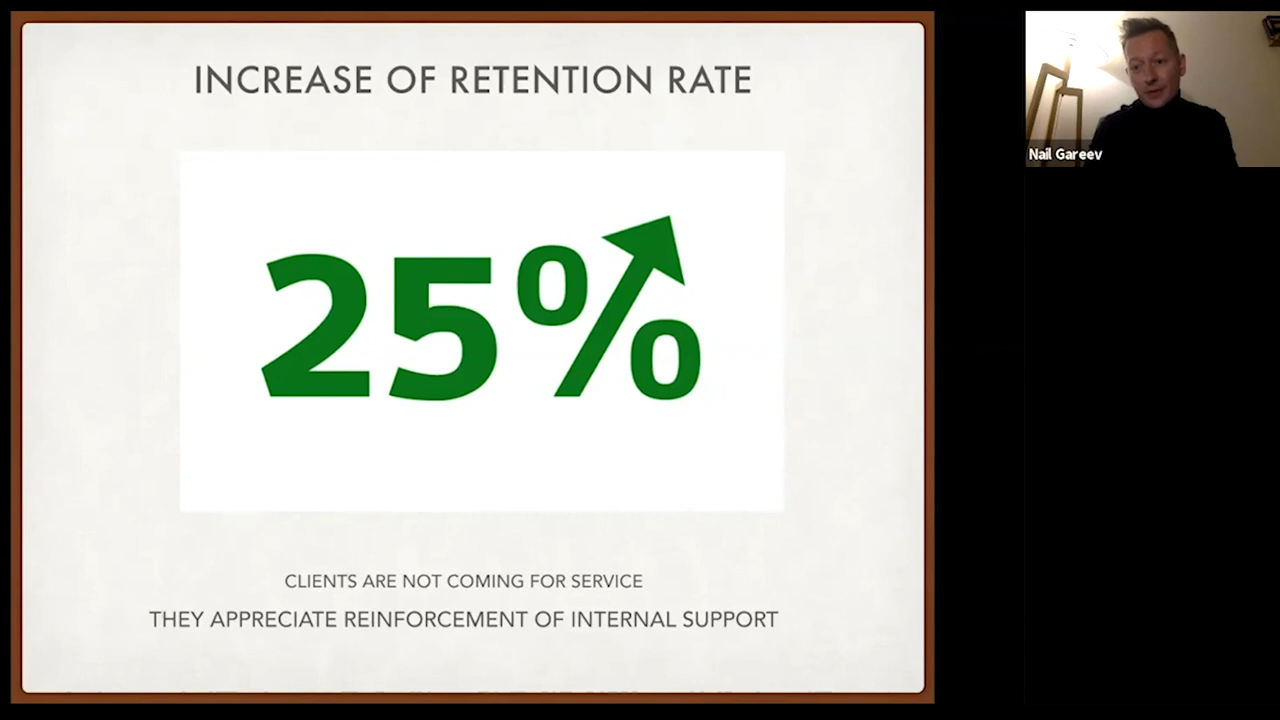 INCREASE OF RETENTION RATE
25%
CLIENTS ARE NOT COMING FOR SERVICE
THEY APPRECIATE REINFORCEMENT OF INTERNAL SUPPORT
Nail Gareev